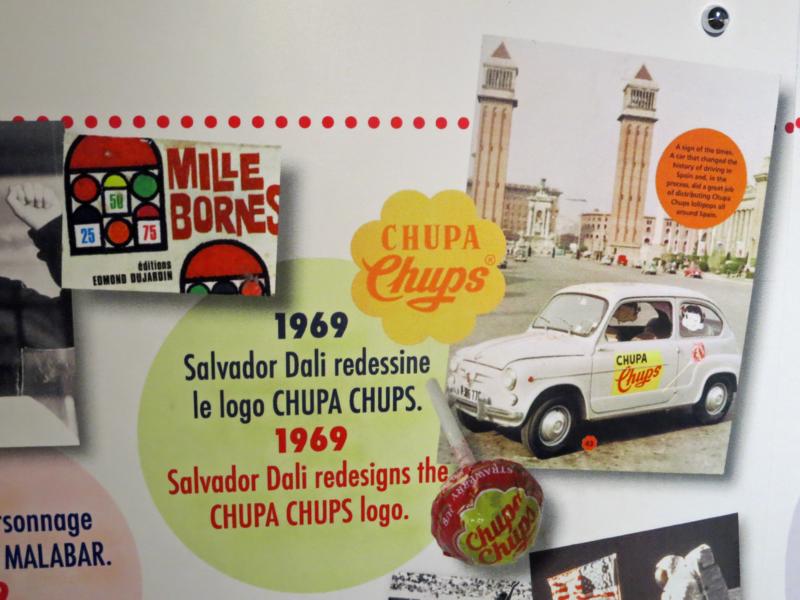 MILLE
BORNES
50
25
75
éditions
EDMOND DUJARDIN
CHUPA
Chups®
A sign of the times.
A car that changed the
history of driving in
Spain and, in the
process, did a great job
of distributing Chupa
Chups lollipops all
around Spain.
CHUPA
Chups
43
1969
Salvador Dali redessine
le logo CHUPA CHUPS.
1969
Salvador Dali redesigns the
CHUPA CHUPS logo.
STRAWBERRY
Chupa
Chups
rsonnage
MALABAR.